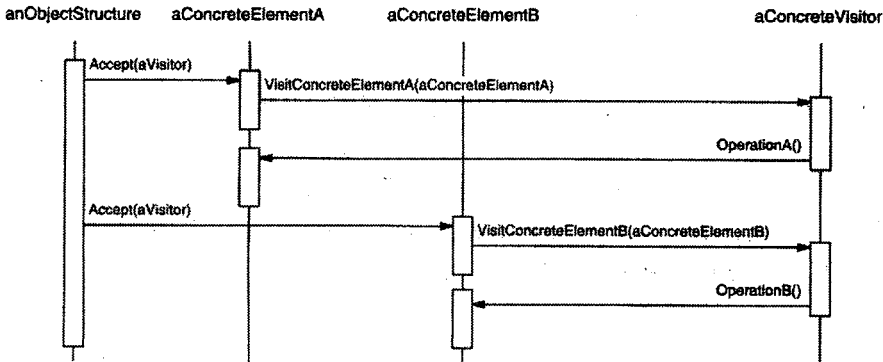 anObjectStructure aConcreteElementA aConcreteElementB aConcreteVisitor
Accept(aVisitor)
VisitConcreteElementA(aConcreteElementA)
OperationA()
Accept(aVisitor)
VisitConcreteElementB(aConcreteElementB)
OperationB()